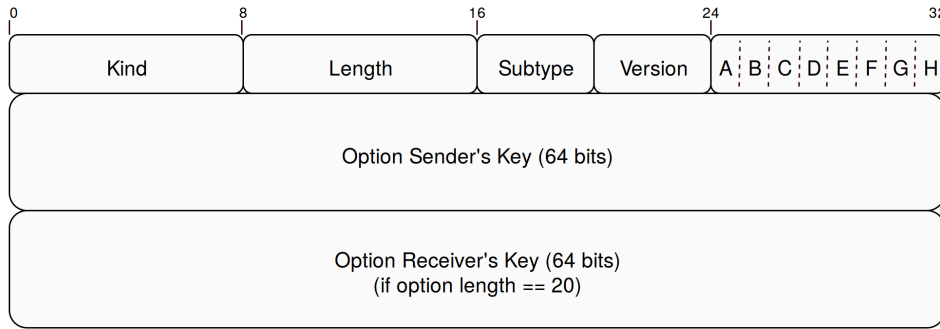 0 8 16 24 32
Kind Length Subtype Version A B C D E F G H
Option Sender's Key (64 bits)
Option Receiver's Key (64 bits)
(if option length == 20)